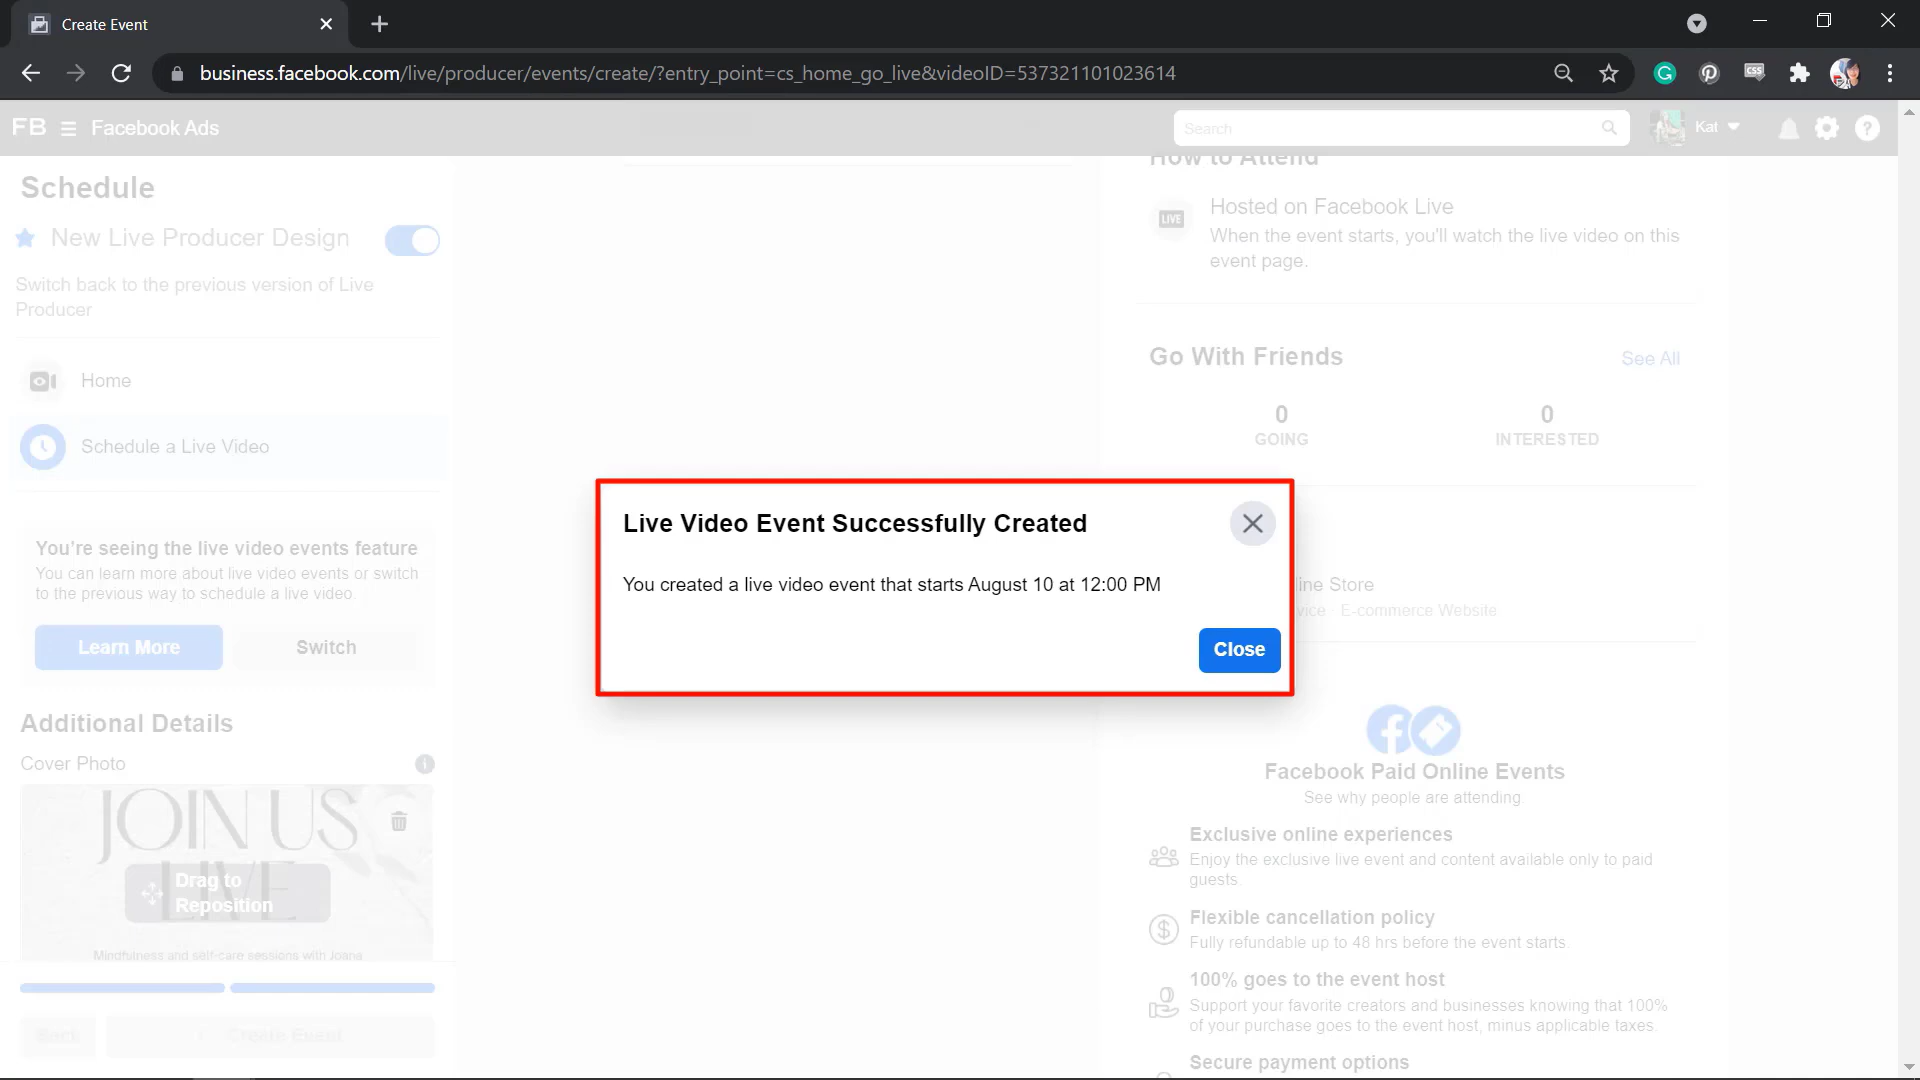 Create Event
business.facebook.com/live/producer/events/create/?entry_point=cs_home_go_live&videoID=537321101023614
CSS
FB Facebook Ads
Search
Kat
Schedule
New Live Producer Design
Switch back to the previous version of Live
Producer
Home
Schedule a Live Video
You're seeing the live video events feature
You can learn more about live video events or switch
to the previous way to schedule a live video.
Learn More
Switch
Additional Details
Cover Photo
JOIN US
LIVE
Drag to
Reposition
Mindfulness and self-care sessions with Joana
Back
Create Event
Live Video Event Successfully Created
You created a live video event that starts August 10 at 12:00 PM
Close
How to Attend
LIVE
Hosted on Facebook Live
When the event starts, you'll watch the live video on this
event page.
Go With Friends
See All
0
GOING
0
INTERESTED
Store
E-commerce Website
Facebook Paid Online Events
See why people are attending.
Exclusive online experiences
Enjoy the exclusive live event and content available only to paid
guests.
Flexible cancellation policy
Fully refundable up to 48 hrs before the event starts.
100% goes to the event host
Support your favorite creators and businesses knowing that 100%
of your purchase goes to the event host, minus applicable taxes.
Secure payment options